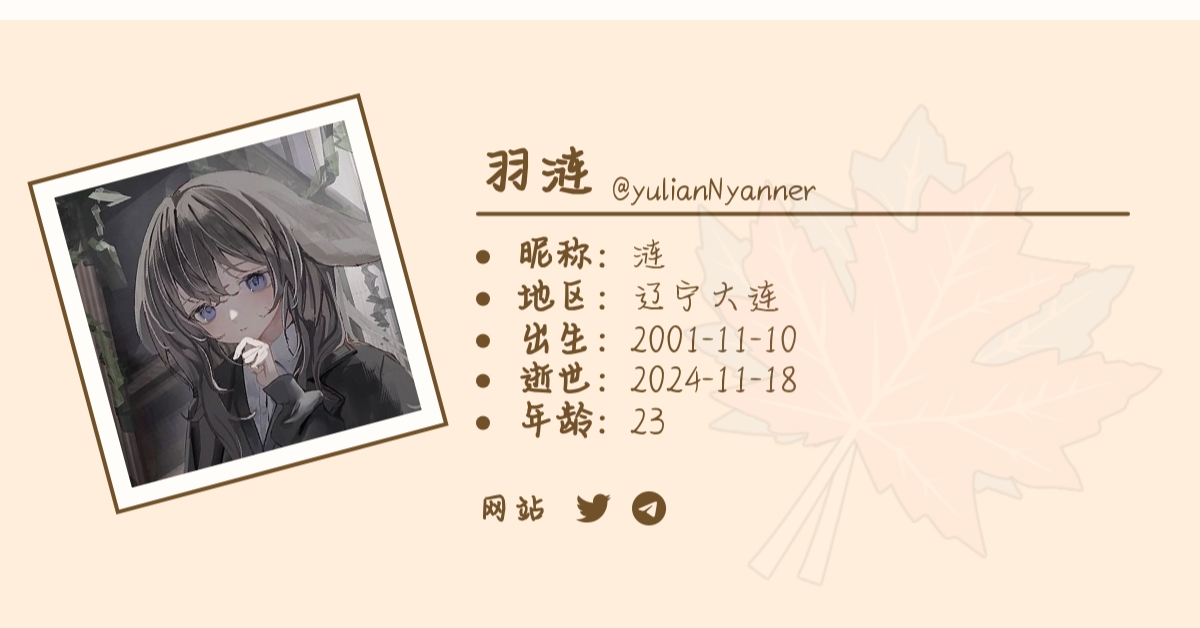 羽涟 @yulianNyanner
昵称：涟
地区：辽宁大连
出生：2001-11-10
逝世：2024-11-18
年龄：23
网站